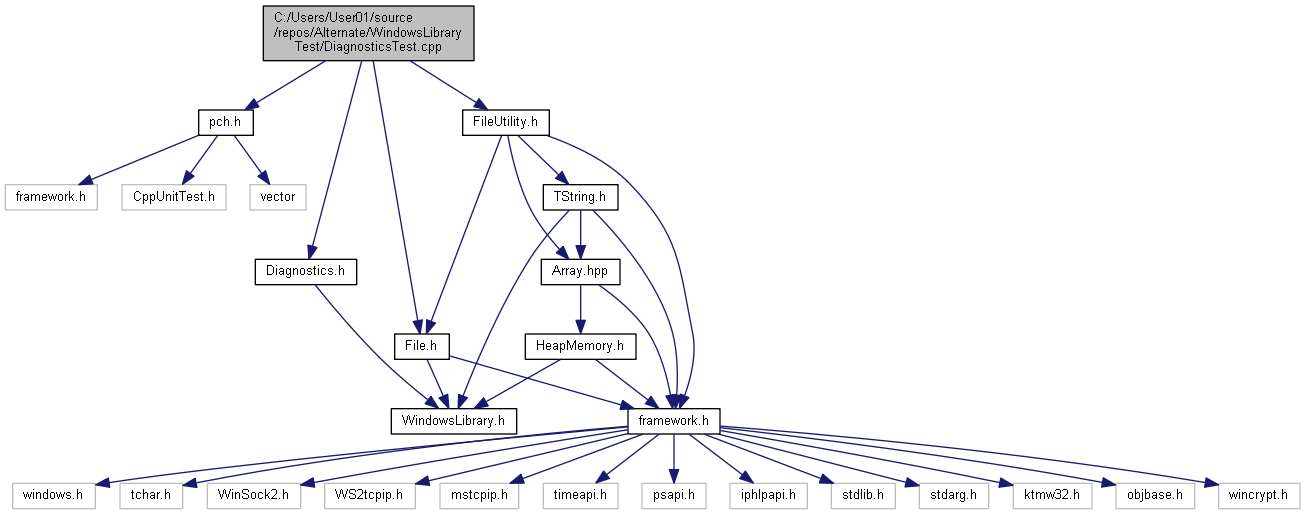 C:/Users/User01/source
/repos/Alternate/WindowsLibrary
Test/DiagnosticsTest.cpp
pch.h
FileUtility.h
framework.h
CppUnitTest.h
vector
TString.h
Diagnostics.h
Array.hpp
File.h
HeapMemory.h
WindowsLibrary.h
framework.h
windows.h
tchar.h
WinSock2.h
WS2tcpip.h
mstcpip.h
timeapi.h
psapi.h
iphlpapi.h
stdlib.h
stdarg.h
ktmw32.h
objbase.h
wincrypt.h